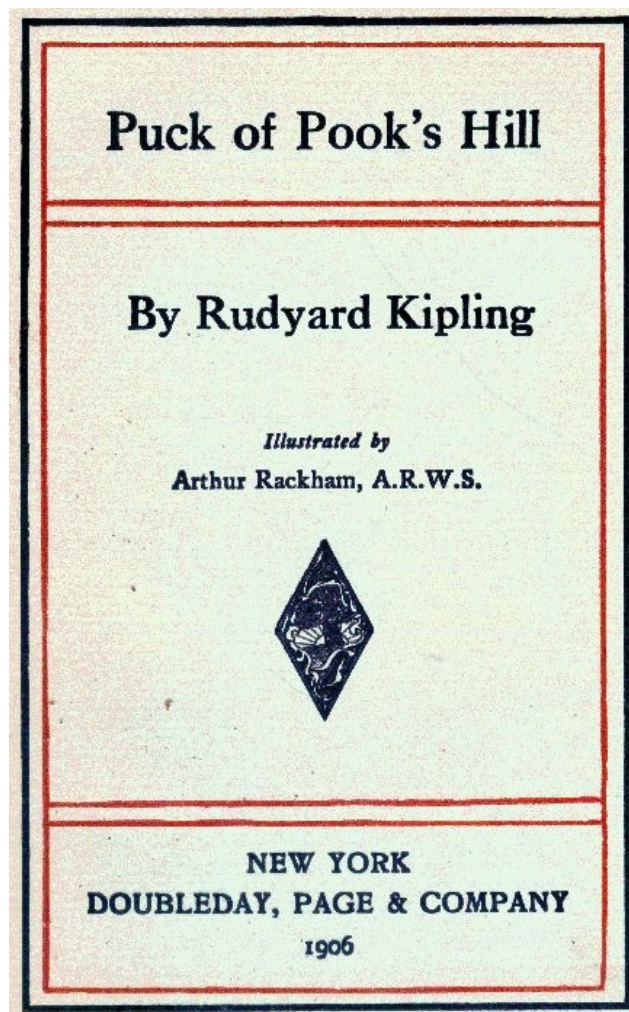 Puck of Pook's Hill
By Rudyard Kipling
Illustrated by
Arthur Rackham, A.R.W.S.
NEW YORK
DOUBLEDAY, PAGE & COMPANY
1906